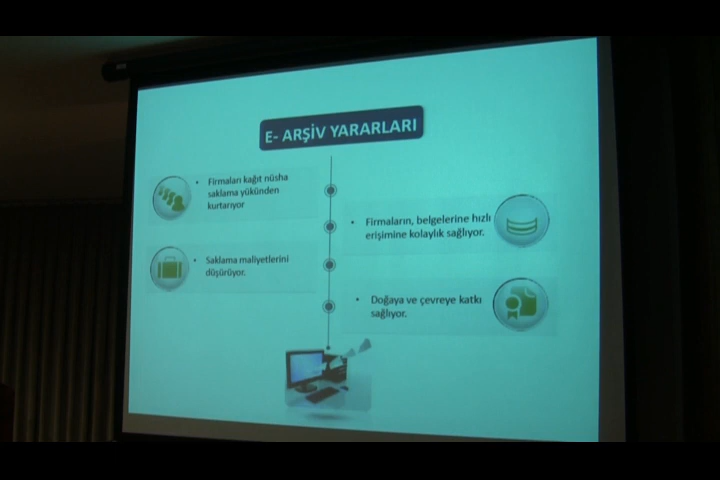 E- ARŞİV YARARLARI
• Firmaları kağıt nüsha
saklama yükünden
kurtarıyor
• Firmaların, belgelerine hızlı
erişimine kolaylık sağlıyor.
• Saklama maliyetlerini
düşürüyor.
• Doğaya ve çevreye katkı
sağlıyor.